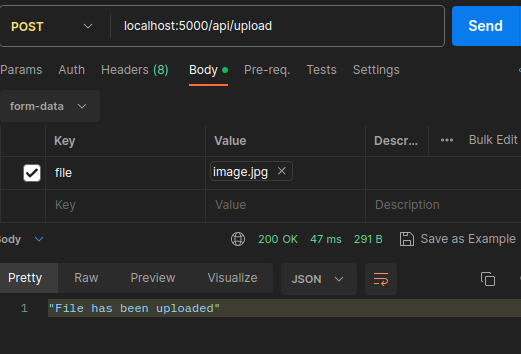 POST localhost:5000/api/upload Send
Params Auth Headers (8) Body Pre-req. Tests Settings
form-data
Key Value Descr... Bulk Edit
file image.jpg
Key Value Description
Body 200 OK 47 ms 291 B Save as Example
Pretty Raw Preview Visualize JSON
1 "File has been uploaded"